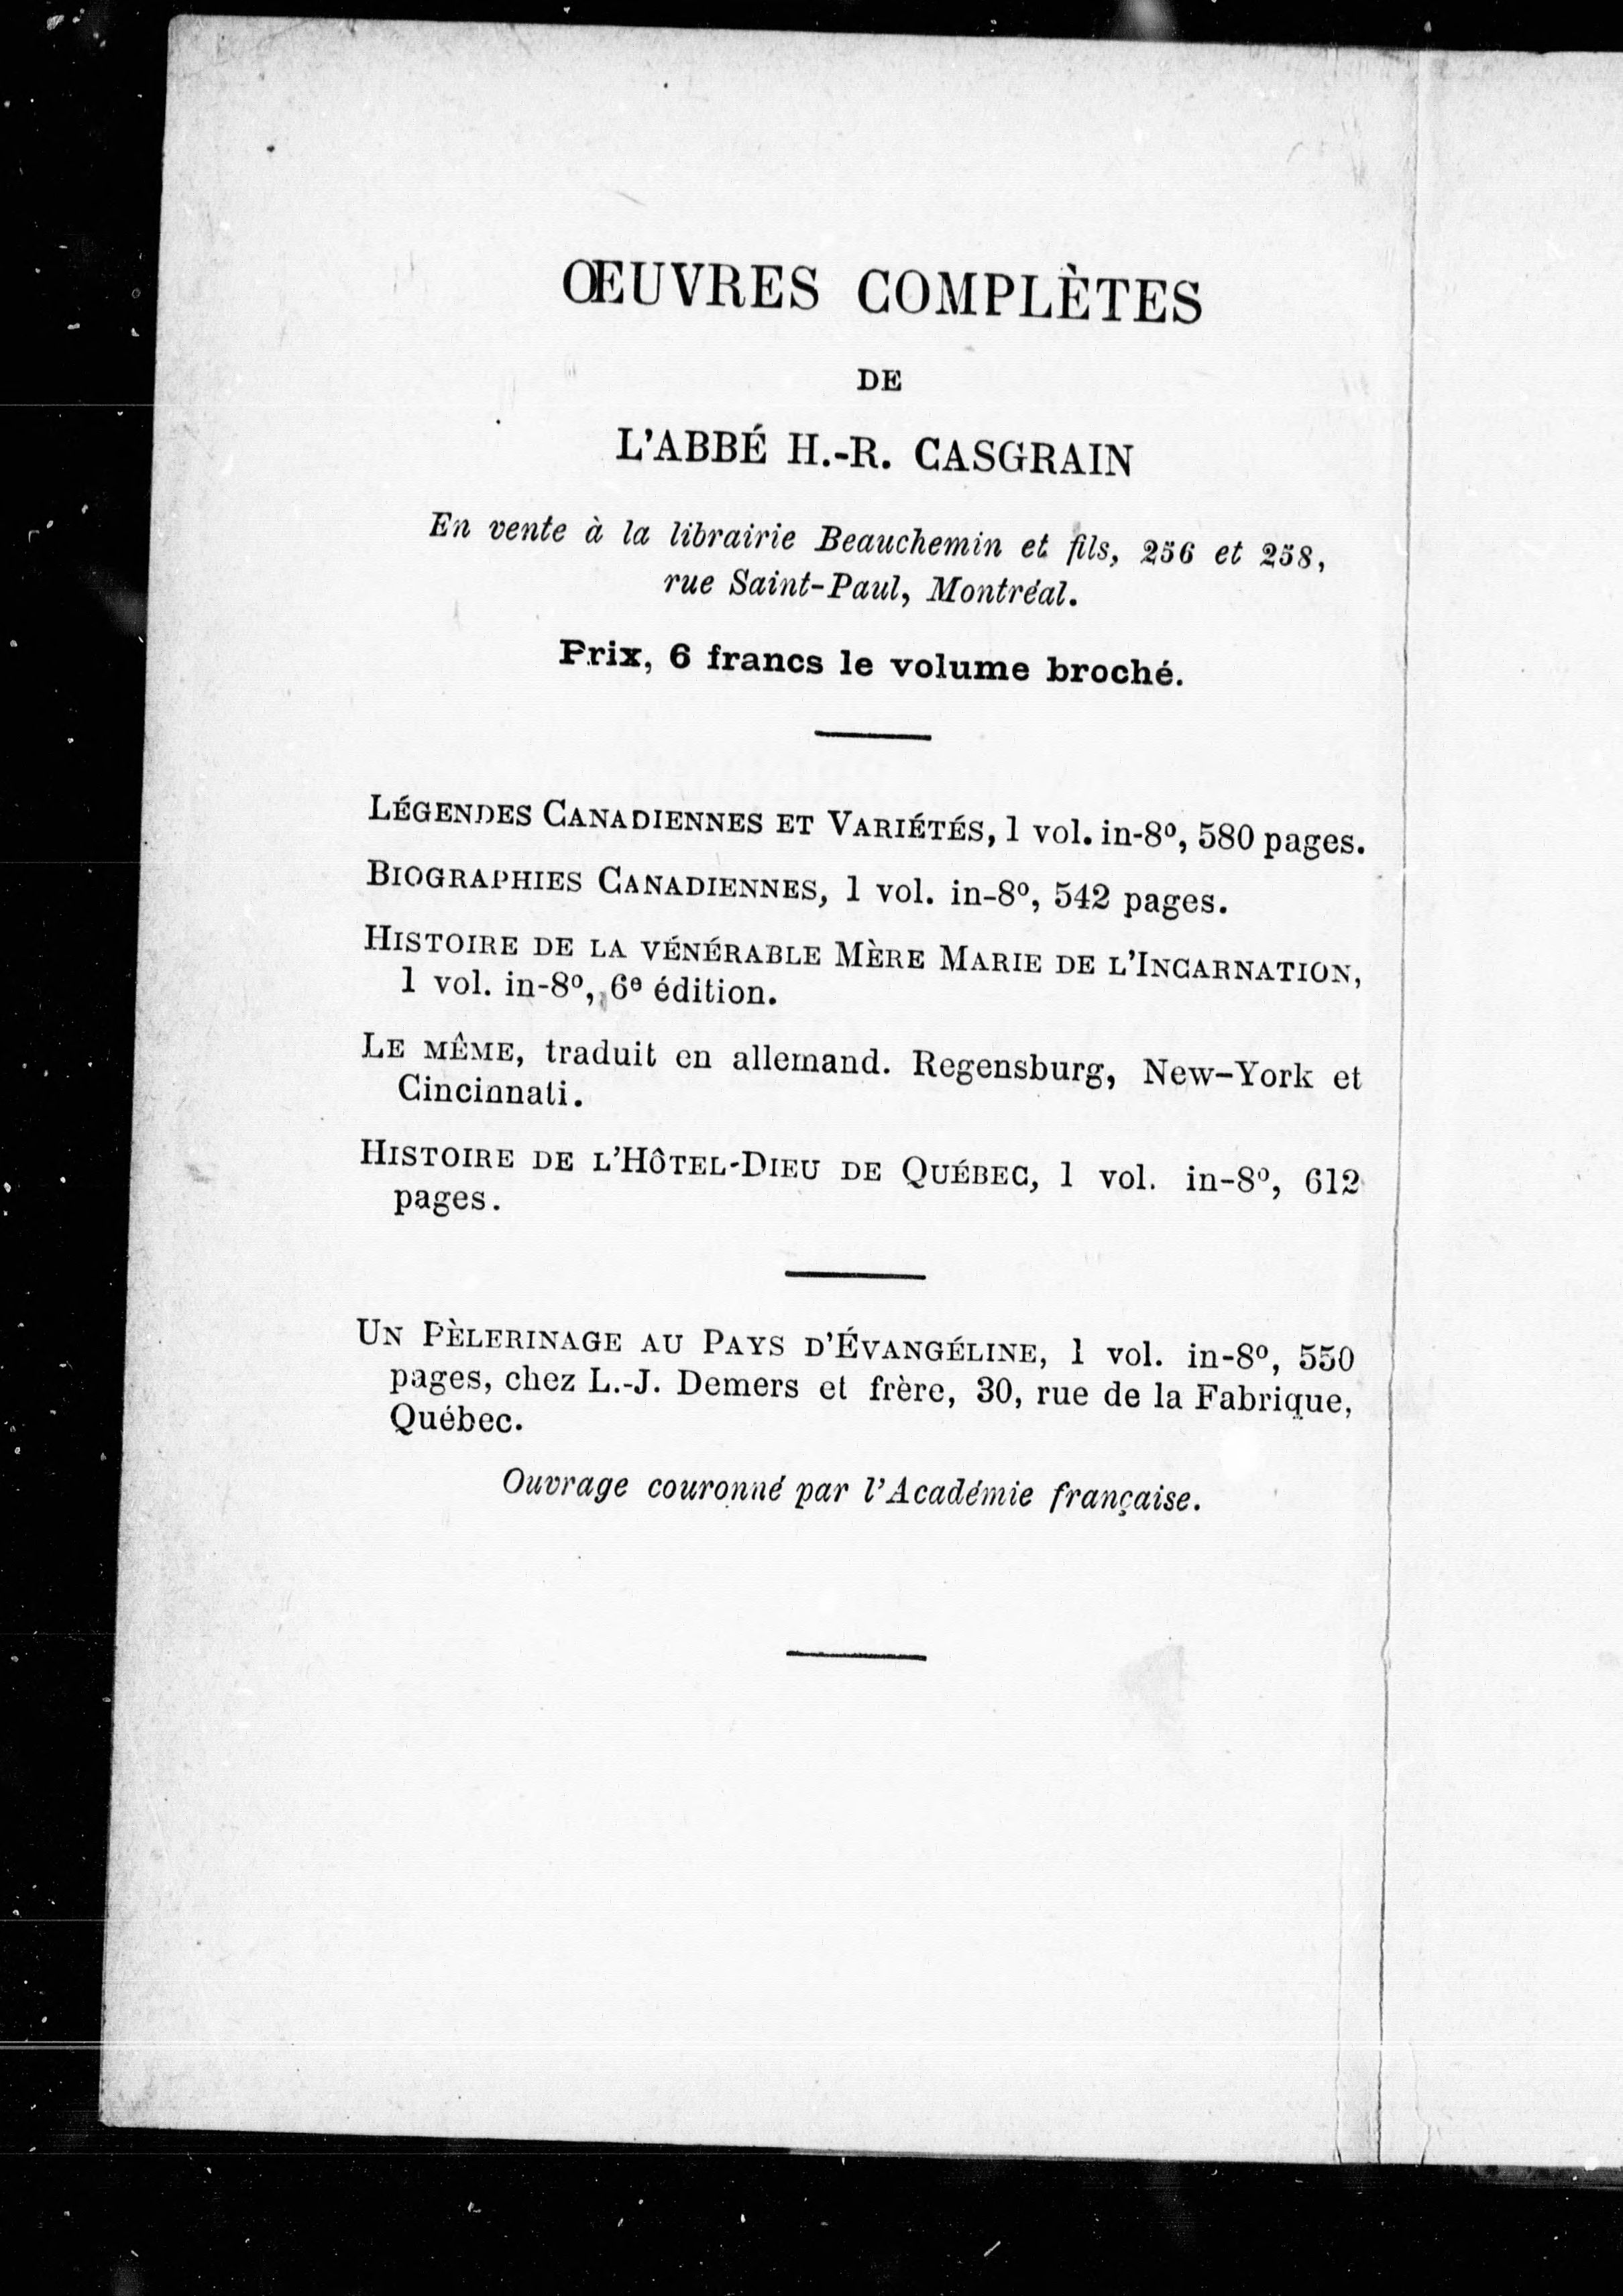 ŒUVRES COMPLÈTES
DE
L'ABBÉ H.-R. CASGRAIN
En vente à la librairie Beauchemin et fils, 256 et 258,
rue Saint-Paul, Montréal.
Prix, 6 francs le volume broché.
LÉGENDES CANADIENNES ET VARIÉTÉS, 1 vol. in-8º, 580 pages.
BIOGRAPHIES CANADIENNES, 1 vol. in-8º, 542 pages.
HISTOIRE DE LA VÉNÉRABLE MÈRE MARIE DE L'INCARNATION,
1 vol. in-8º, 6e édition.
LE MÊME, traduit en allemand. Regensburg, New-York et
Cincinnati.
HISTOIRE DE L'HÔTEL-DIEU DE QUÉBEC, 1 vol. in-8º, 612
pages.
UN PÈLERINAGE AU PAYS D'ÉVANGÉLINE, 1 vol. in-8º, 550
pages, chez L.-J. Demers et frère, 30, rue de la Fabrique,
Québec.
Ouvrage couronné par l'Académie française.